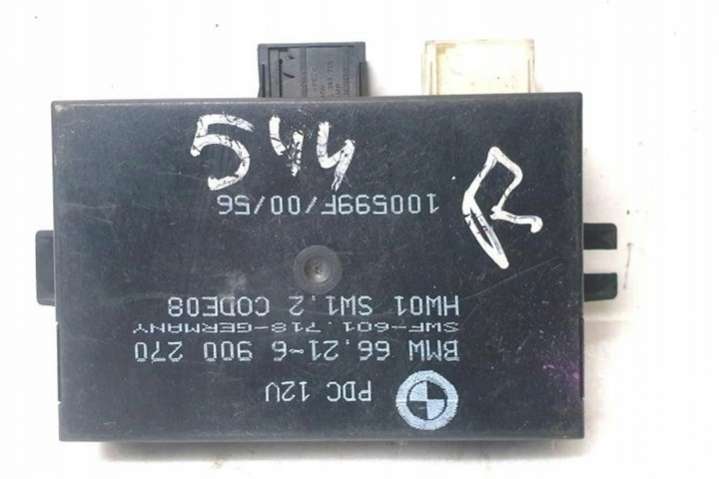 544
R
PDC 12V
BMW 66.21-6 900 270
SWF-601.718-GERMANY
HW01 SW1.2 CODE08
100599F/00/56